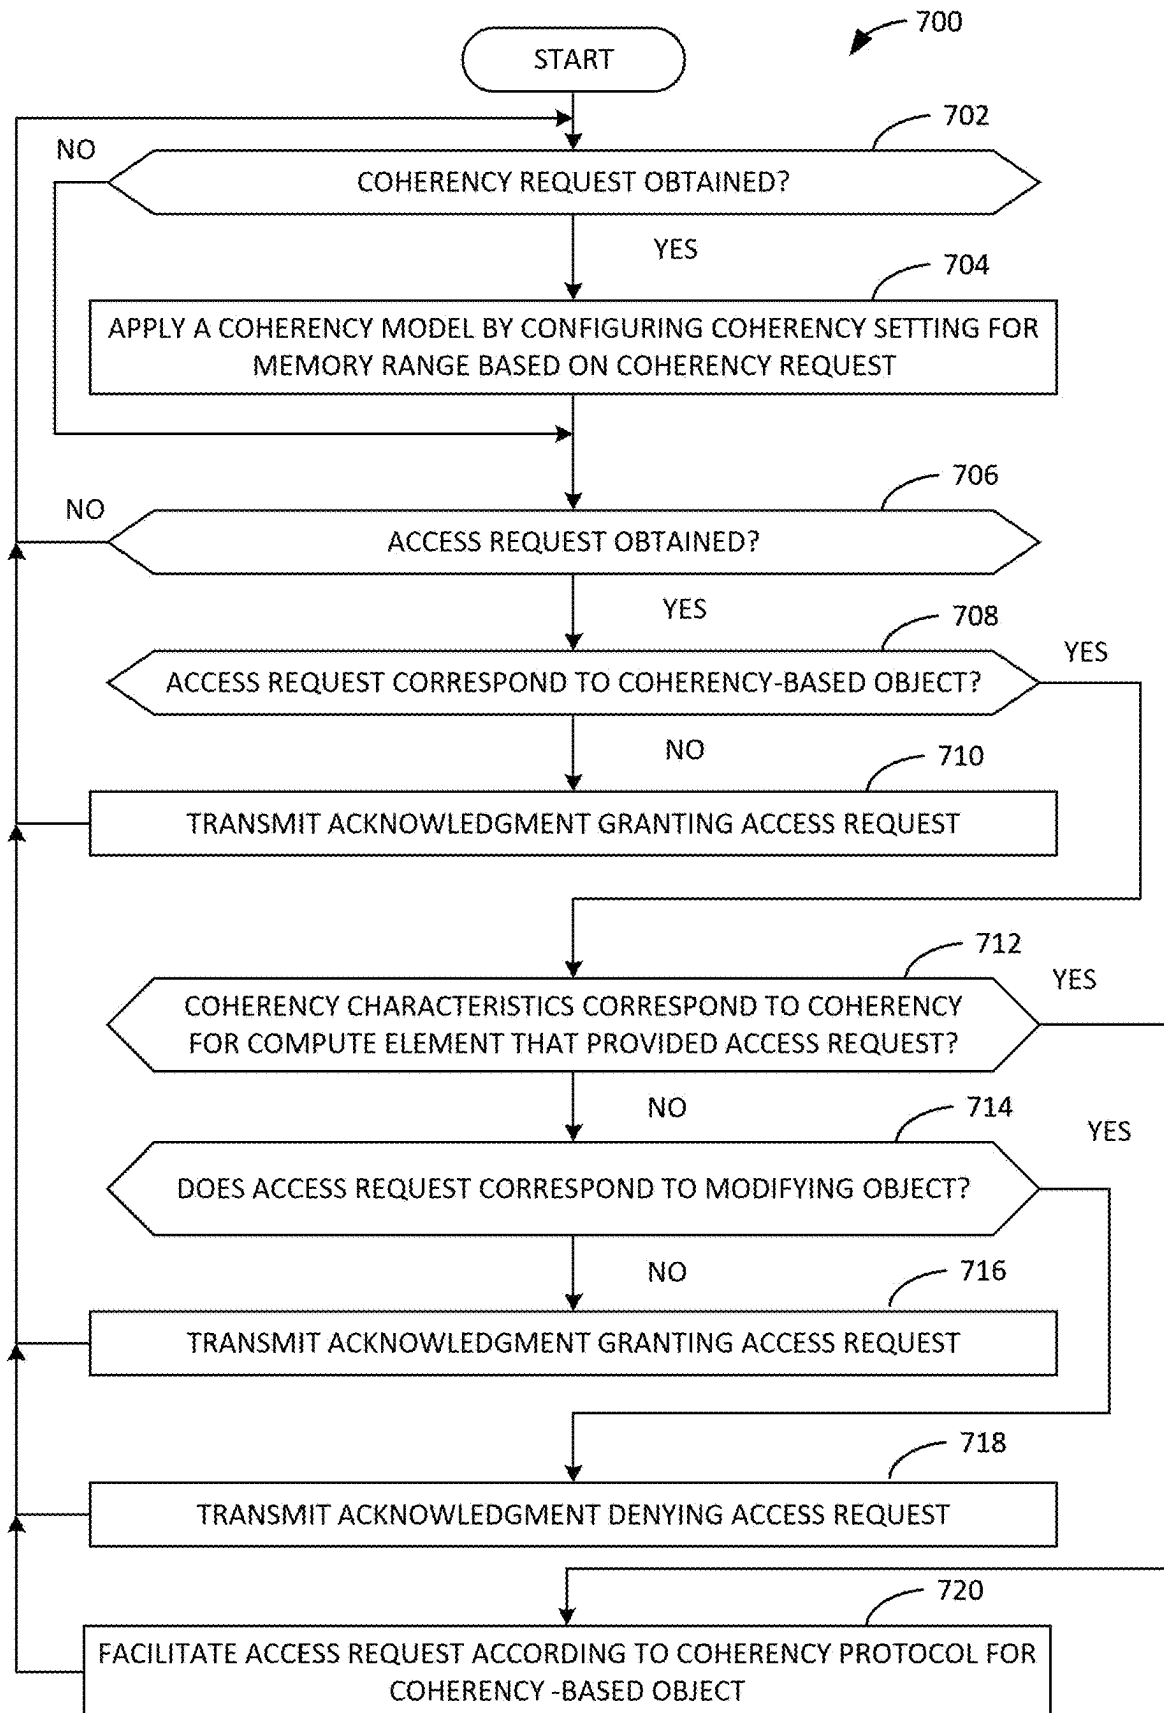 700
START
702
NO
COHERENCY REQUEST OBTAINED?
YES
704
APPLY A COHERENCY MODEL BY CONFIGURING COHERENCY SETTING FOR
MEMORY RANGE BASED ON COHERENCY REQUEST
706
NO
ACCESS REQUEST OBTAINED?
YES
708
YES
ACCESS REQUEST CORRESPOND TO COHERENCY-BASED OBJECT?
NO
710
TRANSMIT ACKNOWLEDGMENT GRANTING ACCESS REQUEST
712
YES
COHERENCY CHARACTERISTICS CORRESPOND TO COHERENCY
FOR COMPUTE ELEMENT THAT PROVIDED ACCESS REQUEST?
NO
714
YES
DOES ACCESS REQUEST CORRESPOND TO MODIFYING OBJECT?
NO
716
TRANSMIT ACKNOWLEDGMENT GRANTING ACCESS REQUEST
718
TRANSMIT ACKNOWLEDGMENT DENYING ACCESS REQUEST
720
FACILITATE ACCESS REQUEST ACCORDING TO COHERENCY PROTOCOL FOR
COHERENCY -BASED OBJECT